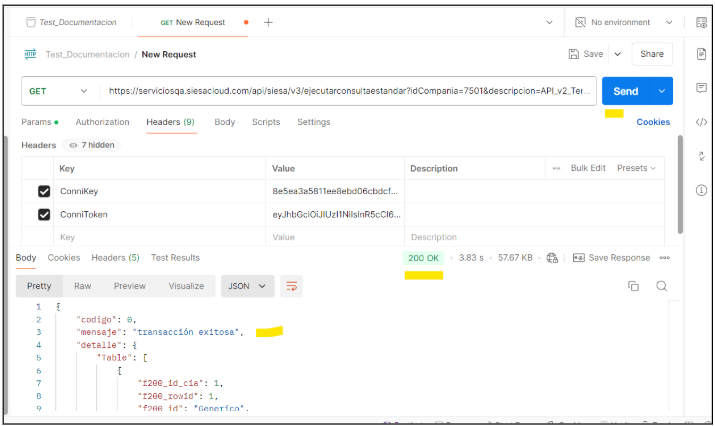 Test_Documentacion
GET New Request
No environment
HTTP Test_Documentacion / New Request
Save
Share
GET
https://serviciosqa.siesacloud.com/api/siesa/v3/ejecutarconsultaestandar?idCompania=7501&descripcion=API_v2_Ter...
Send
Params Authorization Headers (9) Body Scripts Settings Cookies
Headers 7 hidden
Key Value Description Bulk Edit Presets
ConniKey 8e5ea3a5811ee8ebd06cbdcf...
ConniToken eyJhbGciOiJIUzI1NiIsInR5cCI6...
Key Value Description
Body Cookies Headers (5) Test Results 200 OK 3.83 s 57.67 KB Save Response
Pretty Raw Preview Visualize JSON
1 {
2 "codigo": 0,
3 "mensaje": "transacción exitosa",
4 "detalle": {
5 "Table": [
6 {
7 "f200_id_cia": 1,
8 "f200_rowid": 1,
9 "f200_id": "Generico",